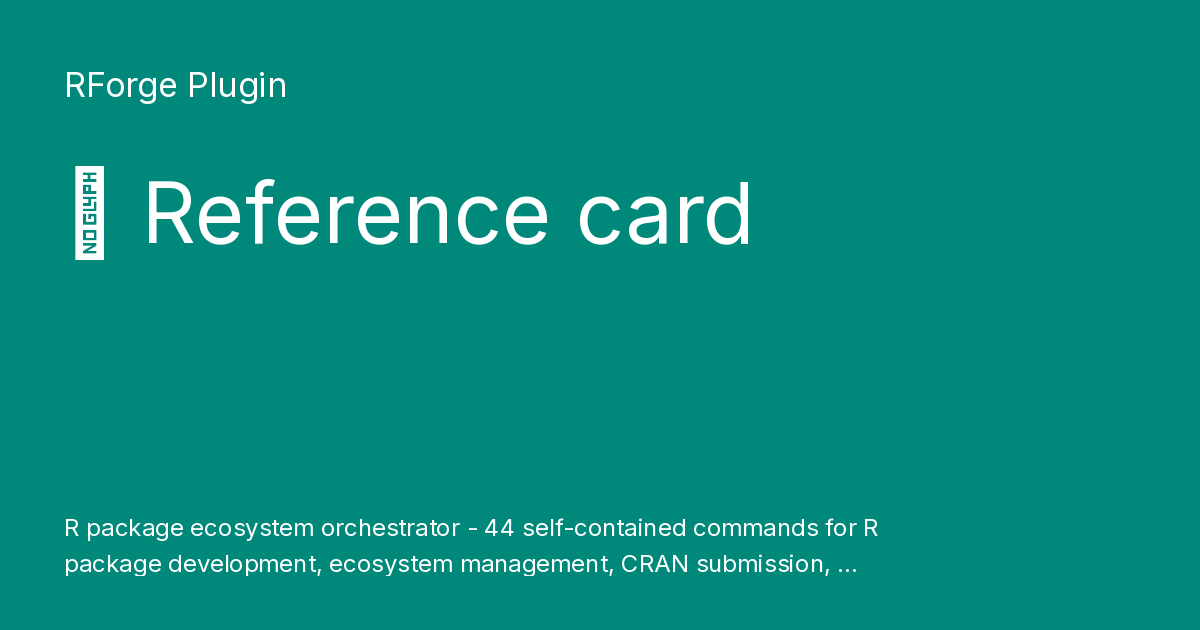 RForge Plugin
NO GLYPH Reference card
R package ecosystem orchestrator - 44 self-contained commands for R
package development, ecosystem management, CRAN submission, ...